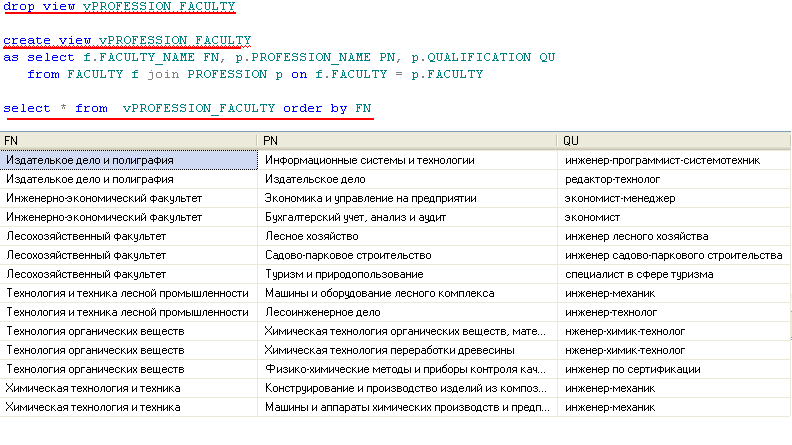 drop view vPROFESSION_FACULTY
create view vPROFESSION_FACULTY
as select f.FACULTY_NAME FN, p.PROFESSION_NAME PN, p.QUALIFICATION QU
from FACULTY f join PROFESSION p on f.FACULTY = p.FACULTY
select * from vPROFESSION_FACULTY order by FN
FN PN QU
Издателькое дело и полиграфия Информационные системы и технологии инженер-программист-системотехник
Издателькое дело и полиграфия Издательское дело редактор-технолог
Инженерно-экономический факультет Экономика и управление на предприятии экономист-менеджер
Инженерно-экономический факультет Бухгалтерский учет, анализ и аудит экономист
Лесохозяйственный факультет Лесное хозяйство инженер лесного хозяйства
Лесохозяйственный факультет Садово-парковое строительство инженер садово-паркового строительства
Лесохозяйственный факультет Туризм и природопользование специалист в сфере туризма
Технология и техника лесной промышленности Машины и оборудование лесного комплекса инженер-механик
Технология и техника лесной промышленности Лесоинженерное дело инженер-технолог
Технология органических веществ Химическая технология органических веществ, мате... нженер-химик-технолог
Технология органических веществ Химическая технология переработки древесины инженер-химик-технолог
Технология органических веществ Физико-химические методы и приборы контроля кач... инженер по сертификации
Химическая технология и техника Конструирование и производство изделий из композ... инженер-механик
Химическая технология и техника Машины и аппараты химических производств и предп... инженер-механик